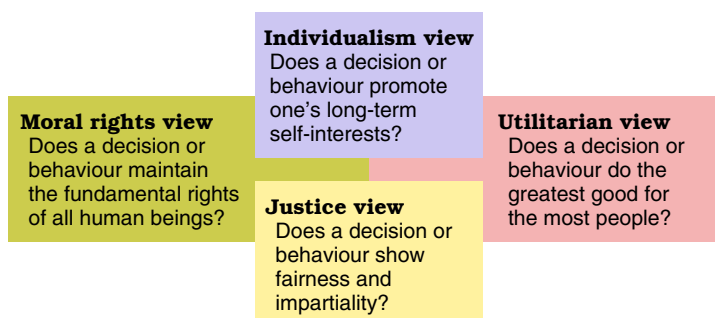 Individualism view
Does a decision or
behaviour promote
one's long-term
self-interests?
Moral rights view
Does a decision or
behaviour maintain
the fundamental rights
of all human beings?
Utilitarian view
Does a decision or
behaviour do the
greatest good for
the most people?
Justice view
Does a decision or
behaviour show
fairness and
impartiality?